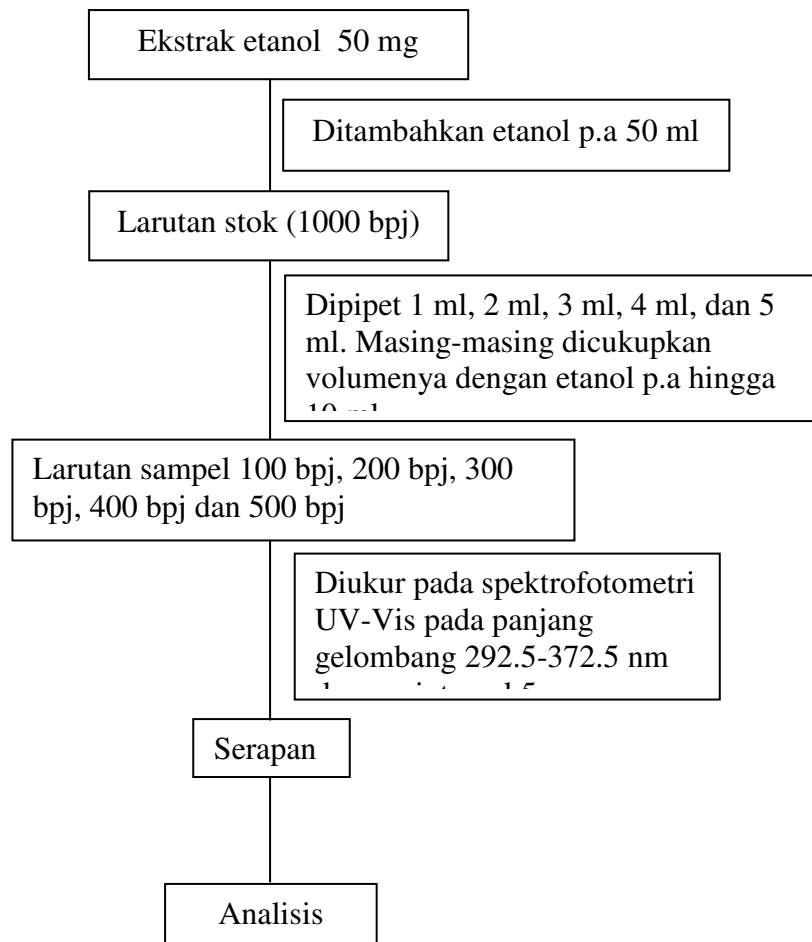 Ekstrak etanol 50 mg
Ditambahkan etanol p.a 50 ml
Larutan stok (1000 bpj)
Dipipet 1 ml, 2 ml, 3 ml, 4 ml, dan 5
ml. Masing-masing dicukupkan
volumenya dengan etanol p.a hingga
10 ml
Larutan sampel 100 bpj, 200 bpj, 300
bpj, 400 bpj dan 500 bpj
Diukur pada spektrofotometri
UV-Vis pada panjang
gelombang 292.5-372.5 nm
Serapan
Analisis